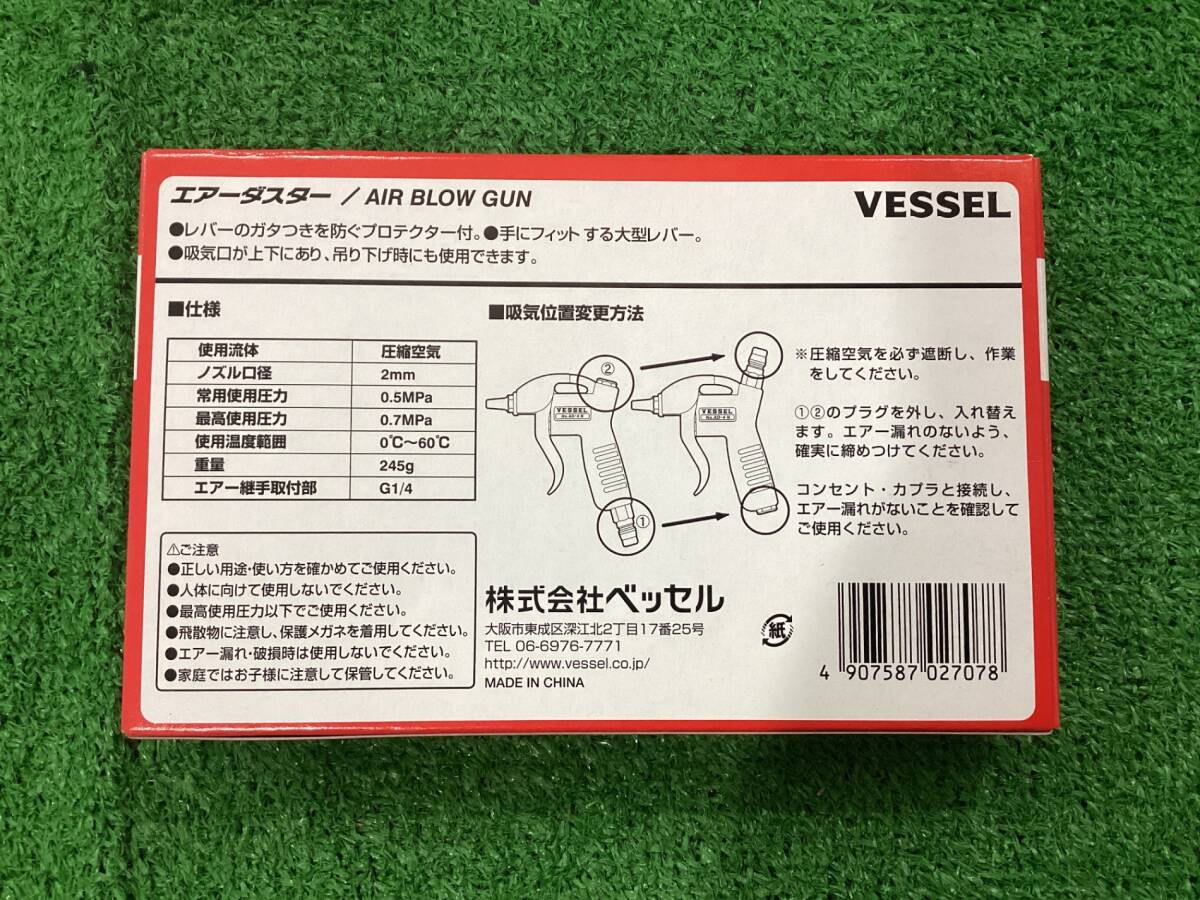 エアーダスター / AIR BLOW GUN
VESSEL
●レバーのガタつきを防ぐプロテクター付。●手にフィットする大型レバー。
●吸気口が上下にあり、吊り下げ時にも使用できます。
■仕様
使用流体 圧縮空気
ノズル口径 2mm
常用使用圧力 0.5MPa
最高使用圧力 0.7MPa
使用温度範囲 0℃～60℃
重量 245g
エアー継手取付部 G1/4
⚠ご注意
●正しい用途・使い方を確かめてご使用ください。
●人体に向けて使用しないでください。
●最高使用圧力以下でご使用ください。
●飛散物に注意し、保護メガネを着用してください。
●エアー漏れ・破損時は使用しないでください。
●家庭ではお子様に注意して保管してください。
■吸気位置変更方法
②
VESSEL
①
VESSEL
※圧縮空気を必ず遮断し、作業
をしてください。
①②のプラグを外し、入れ替え
ます。エアー漏れのないよう、
確実に締めつけてください。
コンセント・カプラと接続し、
エアー漏れがないことを確認して
ご使用ください。
株式会社ベッセル
大阪市東成区深江北2丁目17番25号
TEL 06-6976-7771
http://www.vessel.co.jp/
MADE IN CHINA
紙
4 907587 027078